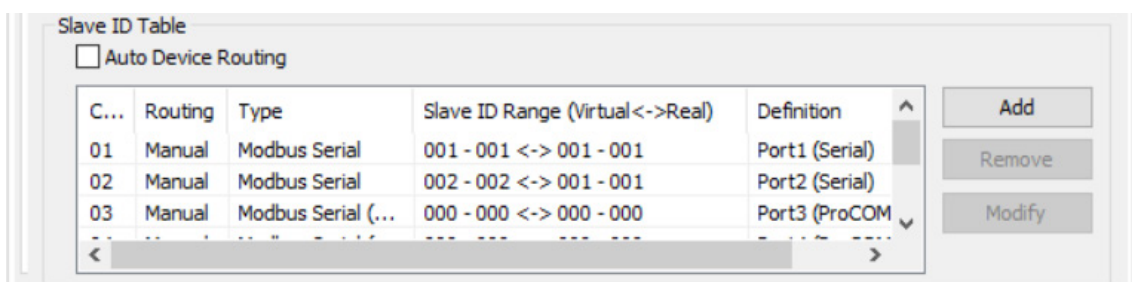 Slave ID Table
Auto Device Routing
C... Routing Type Slave ID Range (Virtual<->Real) Definition
01 Manual Modbus Serial 001 - 001 <-> 001 - 001 Port1 (Serial)
02 Manual Modbus Serial 002 - 002 <-> 001 - 001 Port2 (Serial)
03 Manual Modbus Serial (... 000 - 000 <-> 000 - 000 Port3 (ProCOM
Add
Remove
Modify